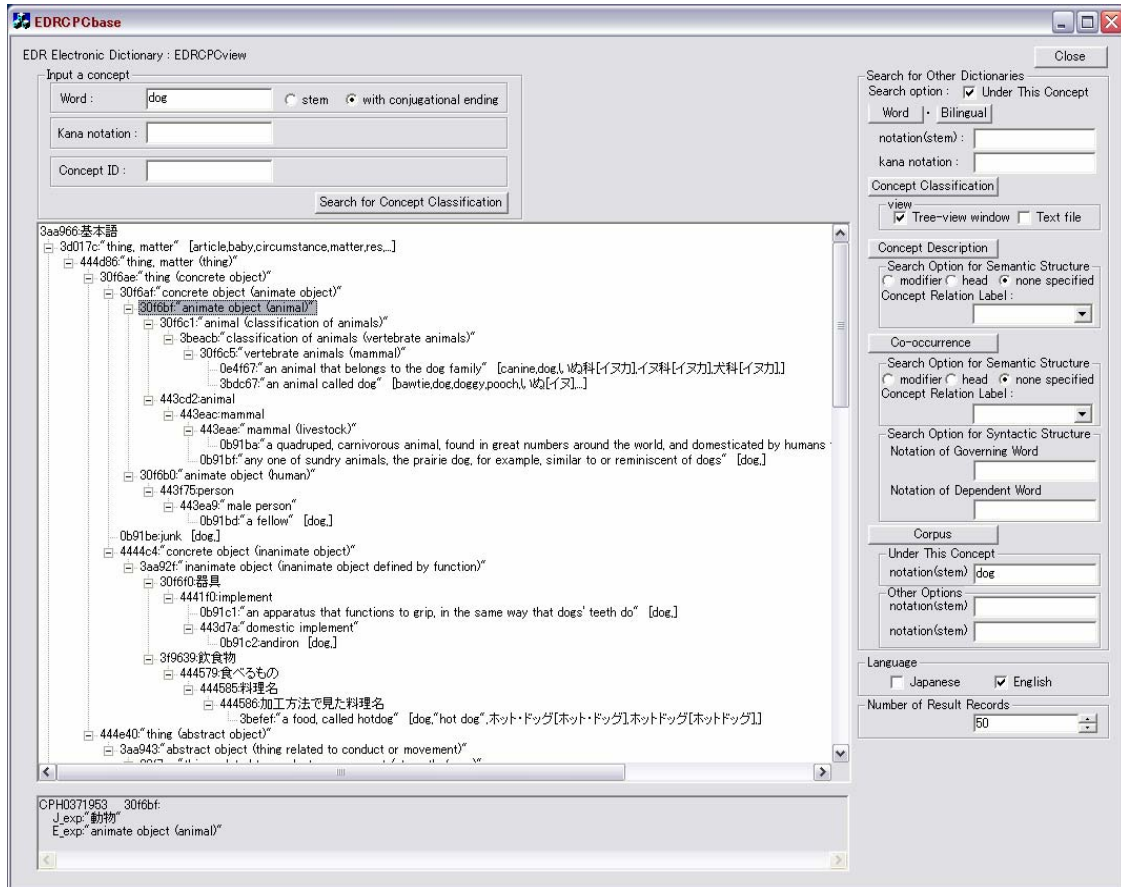 EDRCPCbase
EDR Electronic Dictionary : EDRCPCview
Close
Input a concept
Word : dog stem with conjugational ending
Kana notation :
Concept ID :
Search for Concept Classification
3aa966:基本語
3d017c:"thing, matter" [article,baby,circumstance,matter,res,...]
444d86:"thing, matter (thing)"
30f6ae:"thing (concrete object)"
30f6af:"concrete object (animate object)"
30f6bf:"animate object (animal)"
30f6c1:"animal (classification of animals)"
3beacb:"classification of animals (vertebrate animals)"
30f6c5:"vertebrate animals (mammal)"
0e4f67:"an animal that belongs to the dog family" [canine,dog,いぬ科[イヌカ],イヌ科[イヌカ],犬科[イヌカ],]
3bdc67:"an animal called dog" [bawtie,dog,doggy,pooch,いぬ[イヌ],...]
443cd2:animal
443eac:mammal
443eae:"mammal (livestock)"
0b91ba:"a quadruped, carnivorous animal, found in great numbers around the world, and domesticated by humans
0b91bf:"any one of sundry animals, the prairie dog, for example, similar to or reminiscent of dogs" [dog,]
30f6b0:"animate object (human)"
443f75:person
443ea9:"male person"
0b91bd:"a fellow" [dog,]
0b91be:junk [dog,]
4444c4:"concrete object (inanimate object)"
3aa92f:"inanimate object (inanimate object defined by function)"
30f6f0:器具
4441f0:implement
0b91c1:"an apparatus that functions to grip, in the same way that dogs' teeth do" [dog,]
443d7a:"domestic implement"
0b91c2:andiron [dog,]
3f9639:飲食物
444579:食べるもの
444585:料理名
444586:加工方法で見た料理名
3befef:"a food, called hotdog" [dog,"hot dog",ホット・ドッグ[ホット・ドッグ],ホットドッグ[ホットドッグ],]
444e40:"thing (abstract object)"
3aa943:"abstract object (thing related to conduct or movement)"
CPH0371953 30f6bf:
J_exp:"動物"
E_exp:"animate object (animal)"
Search for Other Dictionaries
Search option : Under This Concept
Word ・ Bilingual
notation(stem) :
kana notation :
Concept Classification
view
Tree-view window Text file
Concept Description
Search Option for Semantic Structure
modifier head none specified
Concept Relation Label :
Co-occurrence
Search Option for Semantic Structure
modifier head none specified
Concept Relation Label :
Search Option for Syntactic Structure
Notation of Governing Word
Notation of Dependent Word
Corpus
Under This Concept
notation(stem) dog
Other Options
notation(stem)
notation(stem)
Language
Japanese English
Number of Result Records
50